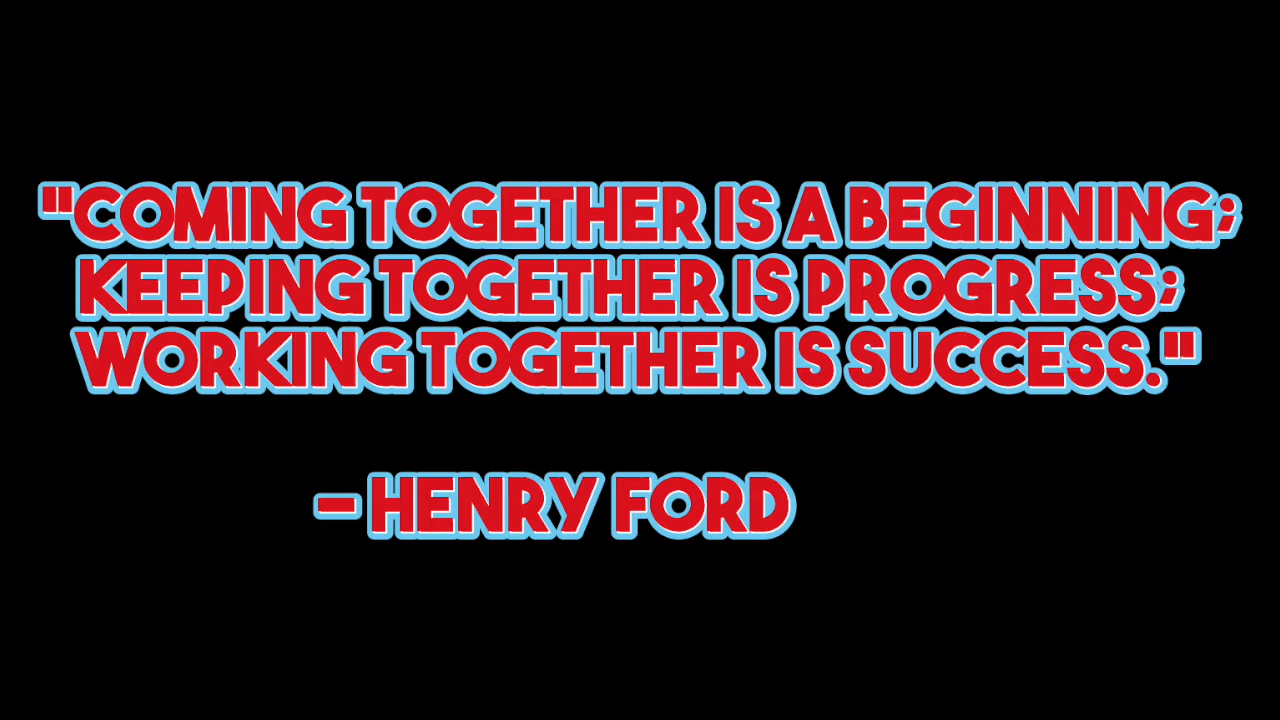 "COMING TOGETHER IS A BEGINNING;
KEEPING TOGETHER IS PROGRESS;
WORKING TOGETHER IS SUCCESS."
– HENRY FORD